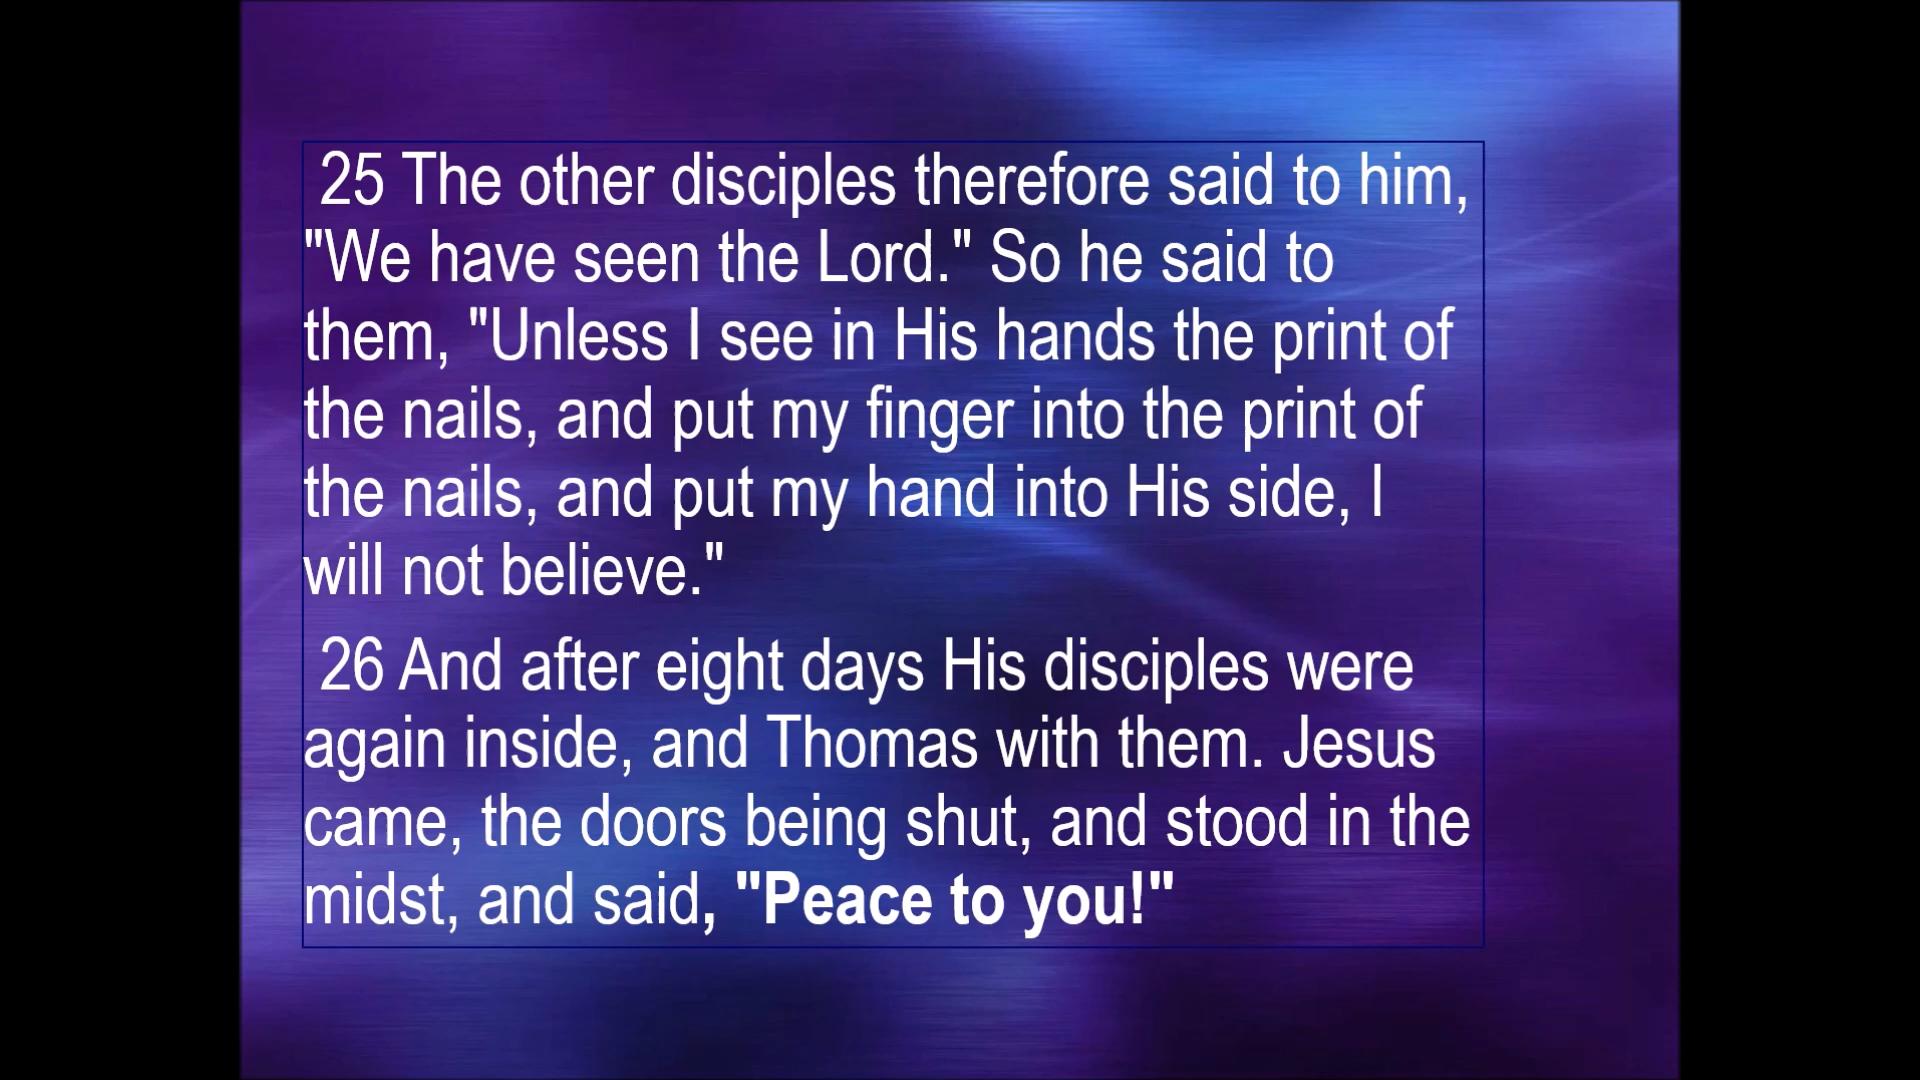 25 The other disciples therefore said to him,
"We have seen the Lord." So he said to
them, "Unless I see in His hands the print of
the nails, and put my finger into the print of
the nails, and put my hand into His side, I
will not believe."
26 And after eight days His disciples were
again inside, and Thomas with them. Jesus
came, the doors being shut, and stood in the
midst, and said, "Peace to you!"